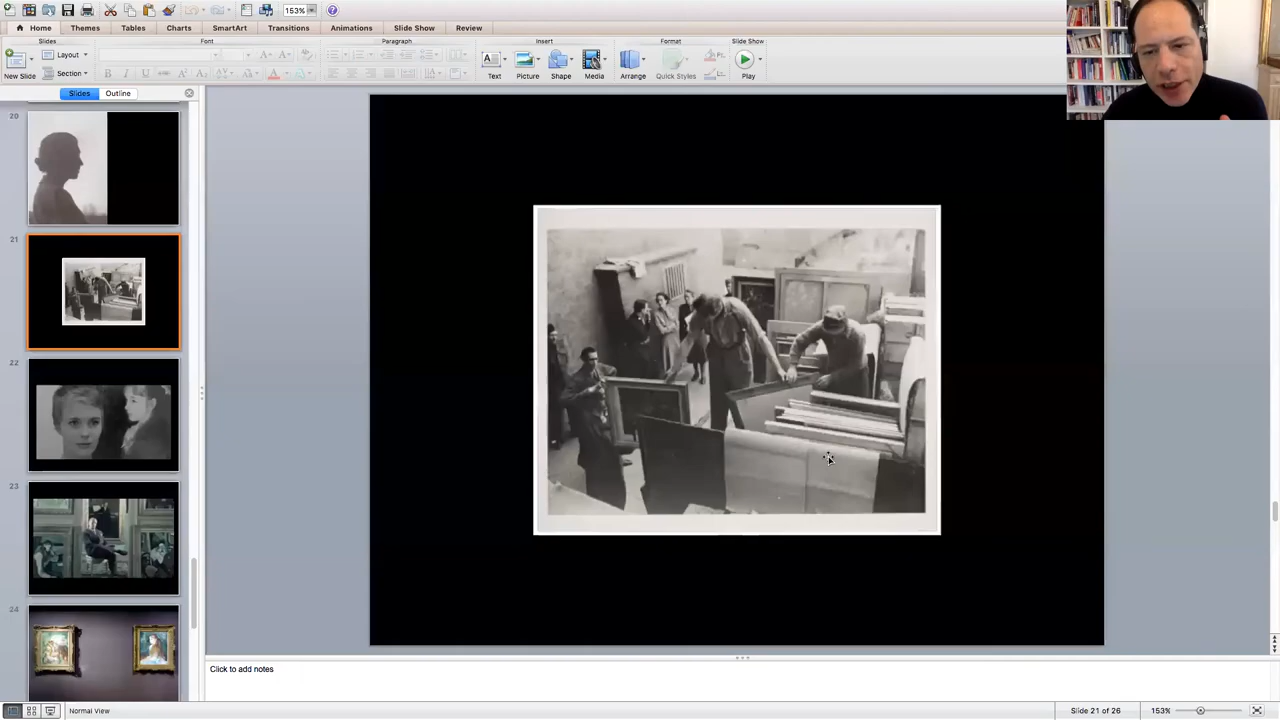 153%
Home Themes Tables Charts SmartArt Transitions Animations Slide Show Review
Slides Font Paragraph Insert Format Slide Show
New Slide Layout Section Text Picture Shape Media Arrange Quick Styles Play
Slides Outline
20
21
22
23
24
Click to add notes
Normal View Slide 21 of 26 153%